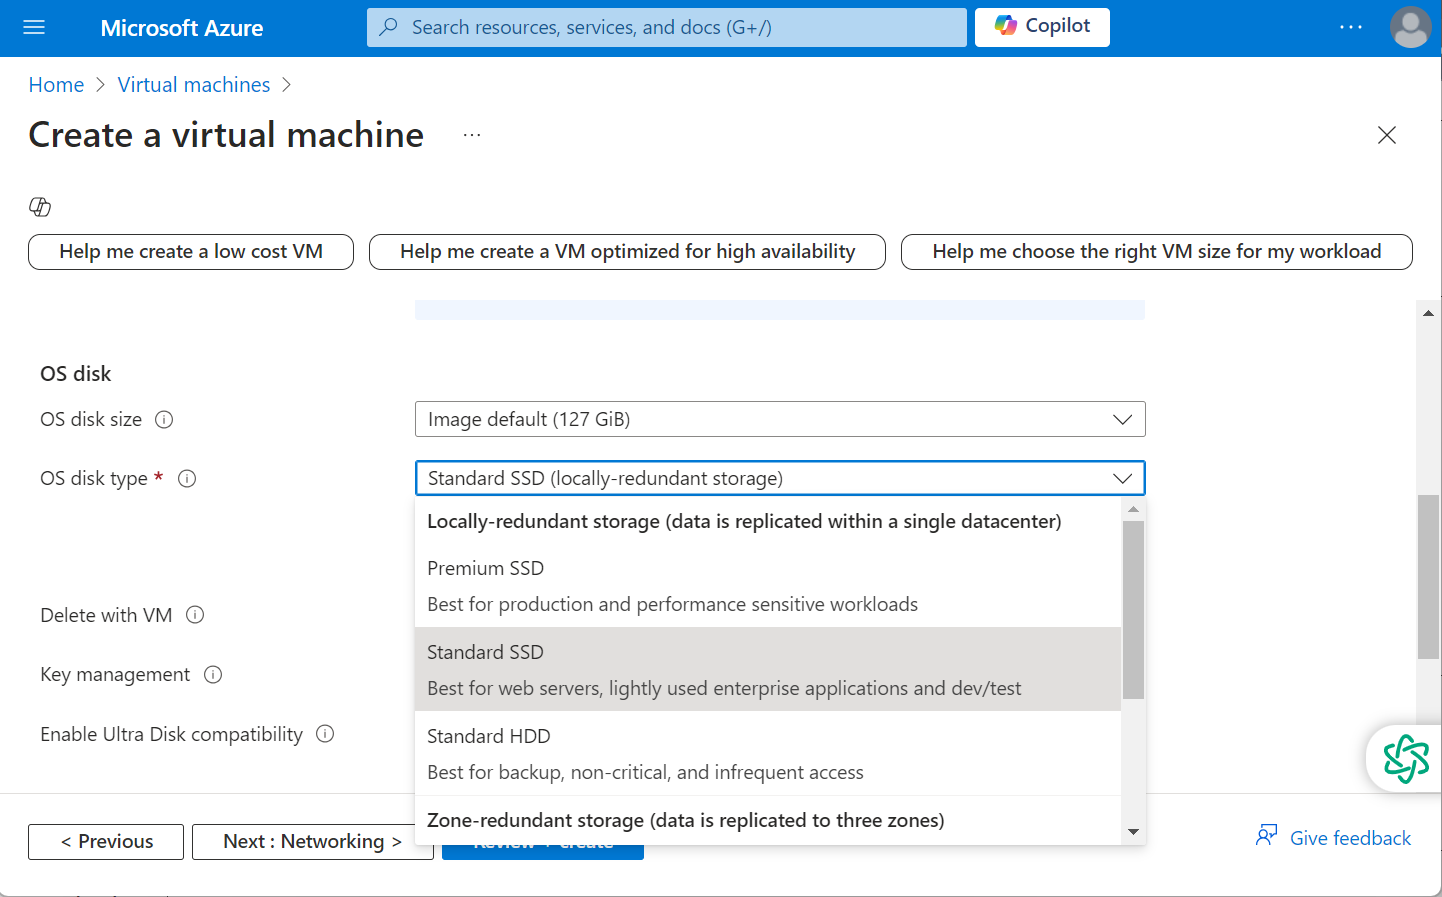 Microsoft Azure
Search resources, services, and docs (G+/)
Copilot
Home > Virtual machines >
Create a virtual machine ...
Help me create a low cost VM
Help me create a VM optimized for high availability
Help me choose the right VM size for my workload
OS disk
OS disk size
Image default (127 GiB)
OS disk type *
Standard SSD (locally-redundant storage)
Locally-redundant storage (data is replicated within a single datacenter)
Premium SSD
Best for production and performance sensitive workloads
Delete with VM
Standard SSD
Key management
Best for web servers, lightly used enterprise applications and dev/test
Enable Ultra Disk compatibility
Standard HDD
Best for backup, non-critical, and infrequent access
Zone-redundant storage (data is replicated to three zones)
< Previous
Next : Networking >
Review + create
Give feedback